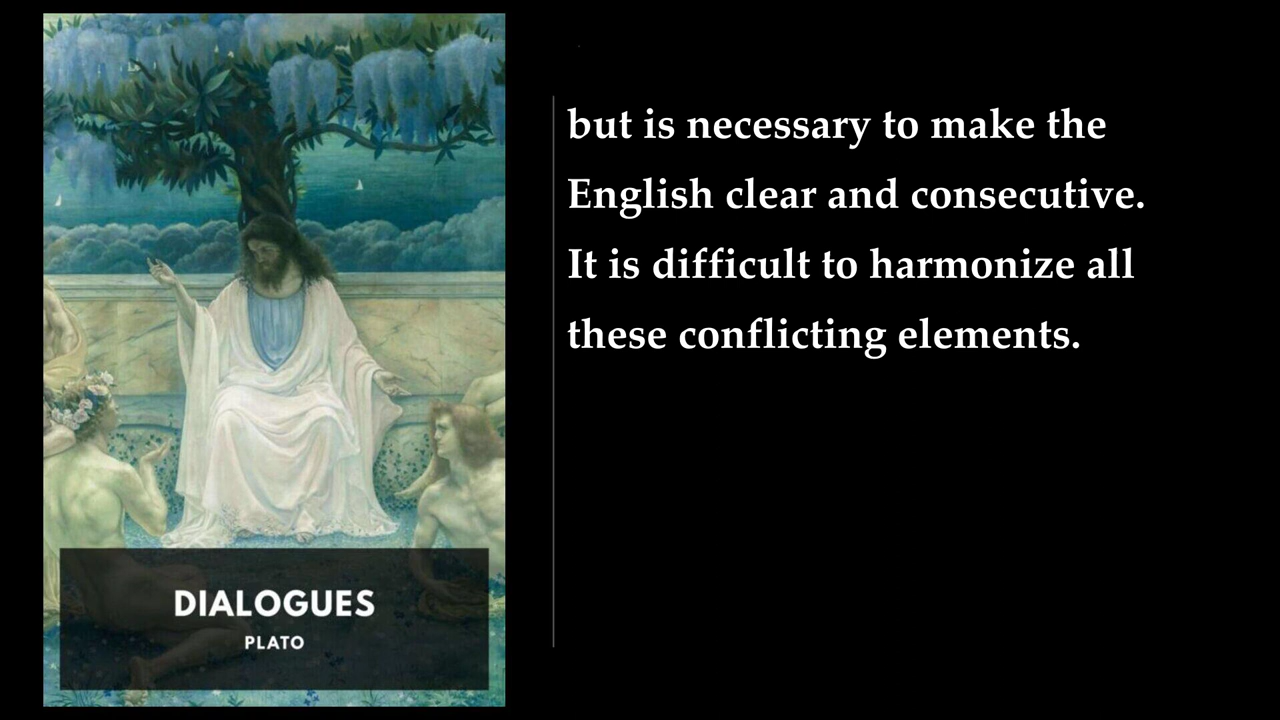 DIALOGUES
PLATO
but is necessary to make the
English clear and consecutive.
It is difficult to harmonize all
these conflicting elements.